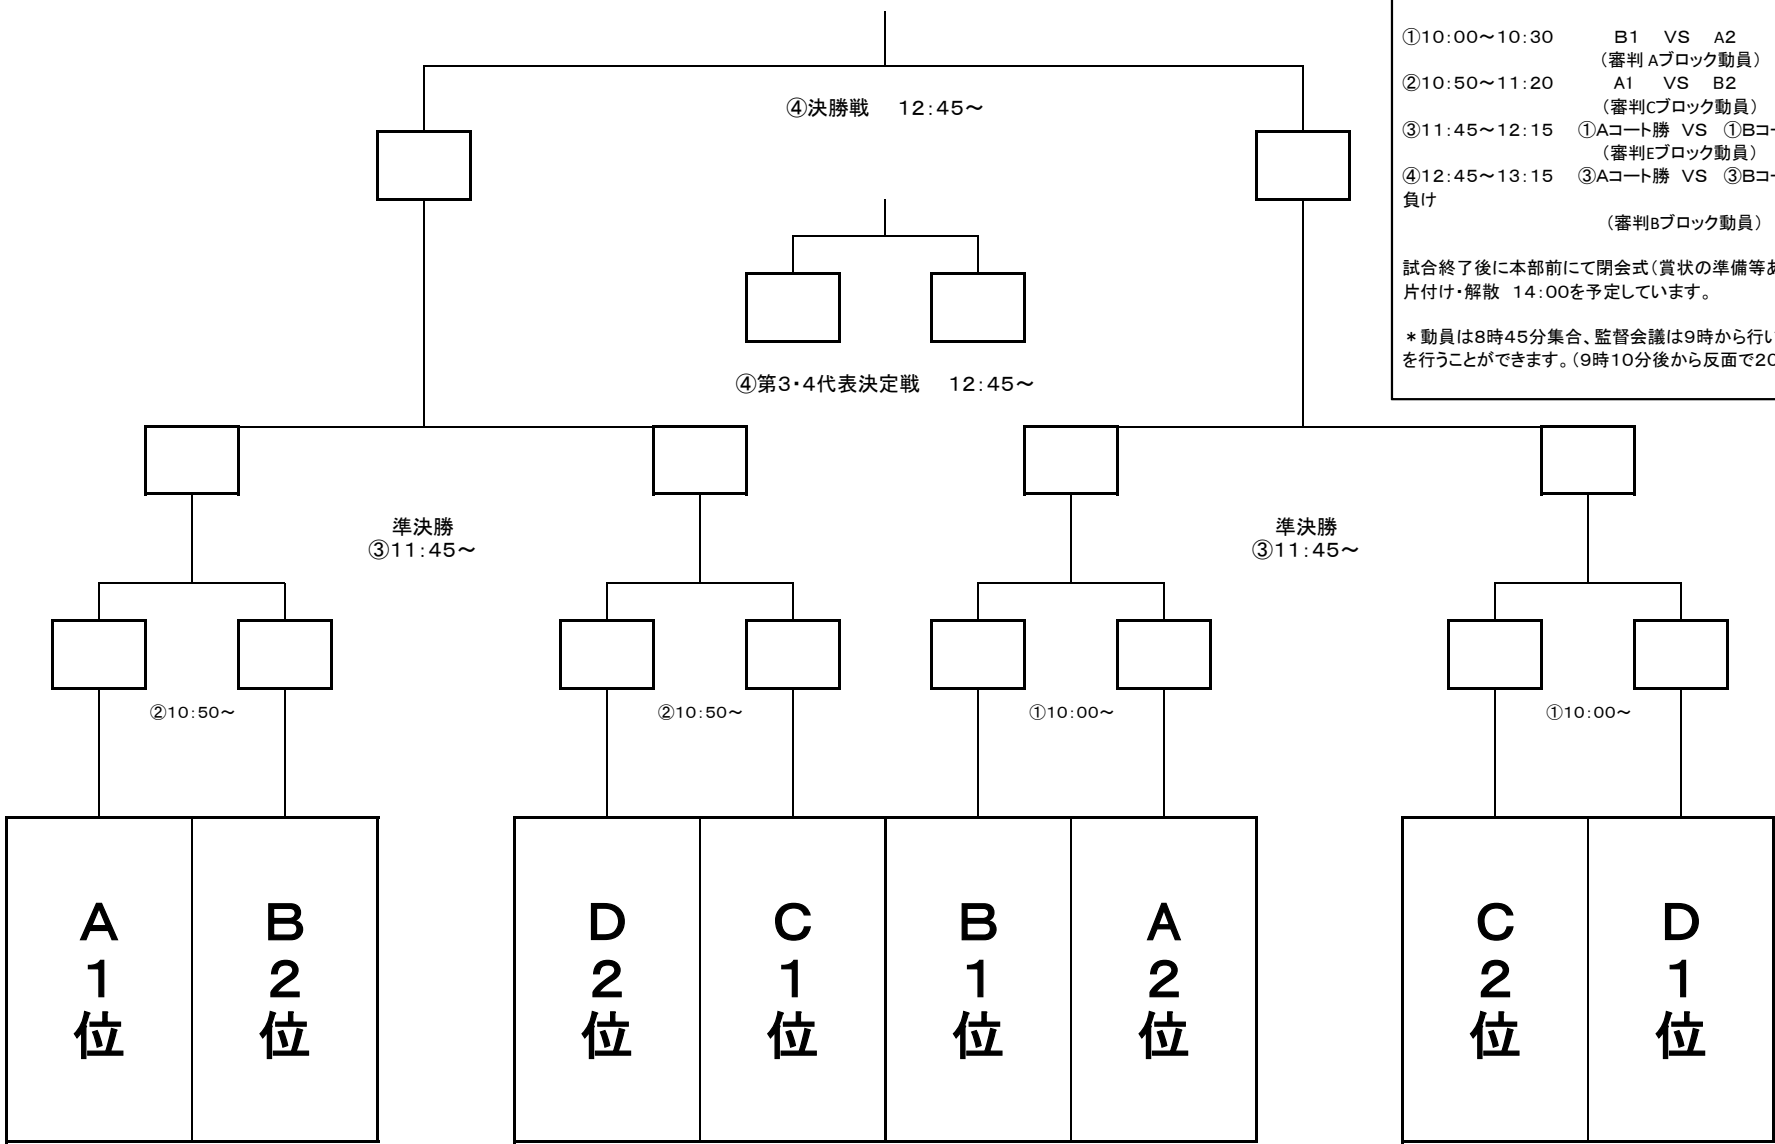 ①10:00～10:30　　B1　VS　A2
（審判 Aブロック動員）
②10:50～11:20　　A1　VS　B2
（審判Cブロック動員）
③11:45～12:15　①Aコート勝 VS ①Bコー
（審判Eブロック動員）
④12:45～13:15　③Aコート勝 VS ③Bコー
負け
（審判Bブロック動員）
試合終了後に本部前にて閉会式（賞状の準備等あ
片付け・解散　14:00を予定しています。
＊動員は8時45分集合、監督会議は9時から行い
を行うことができます。（9時10分後から反面で20
④決勝戦　12:45～
④第3・4代表決定戦　12:45～
準決勝
③11:45～
準決勝
③11:45～
②10:50～
②10:50～
①10:00～
①10:00～
A1位
B2位
D2位
C1位
B1位
A2位
C2位
D1位